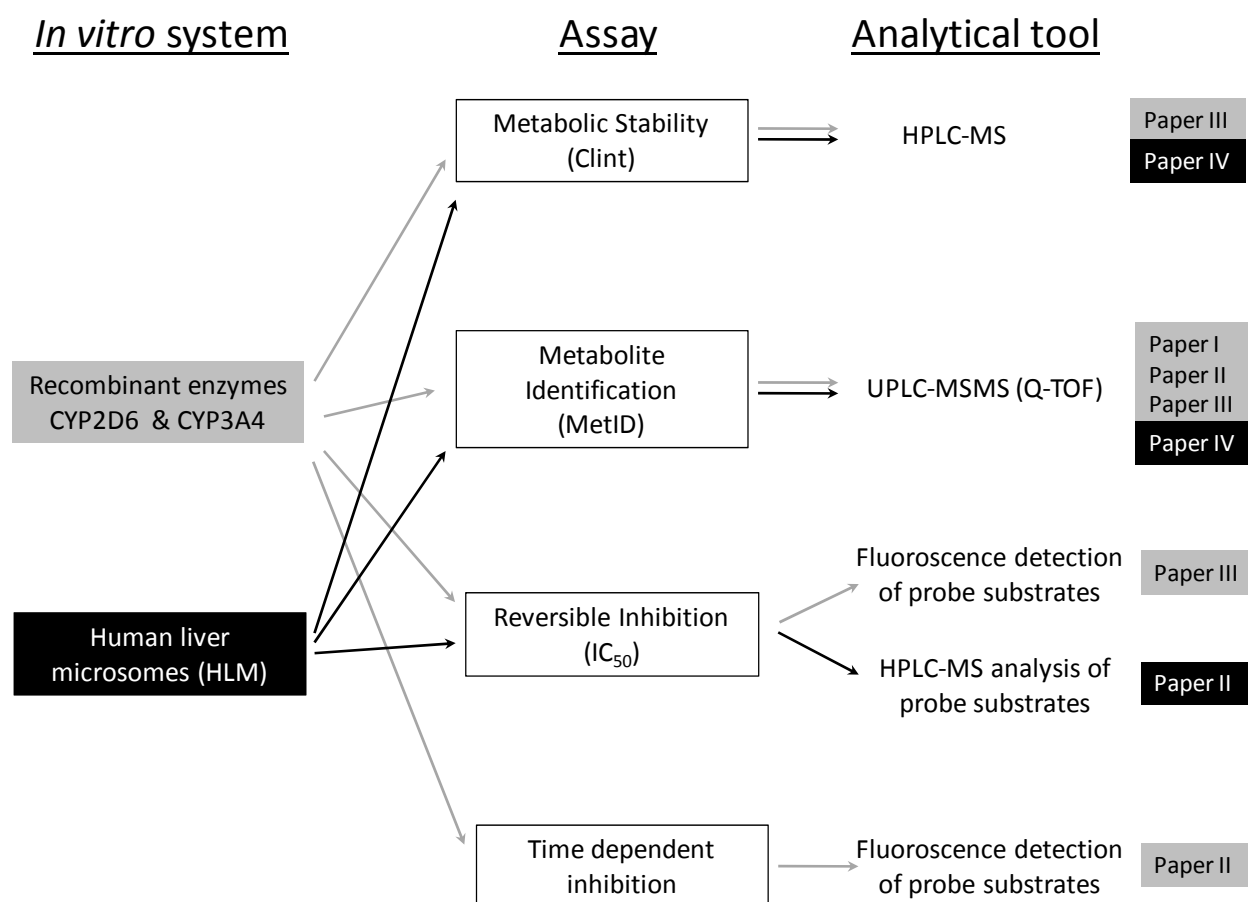 In vitro system
Assay
Analytical tool
Metabolic Stability
(Clint)
HPLC-MS
Paper III
Paper IV
Recombinant enzymes
CYP2D6 & CYP3A4
Metabolite
Identification
(MetID)
UPLC-MSMS (Q-TOF)
Paper I
Paper II
Paper III
Paper IV
Human liver
microsomes (HLM)
Reversible Inhibition
(IC50)
Fluoroscence detection
of probe substrates
Paper III
HPLC-MS analysis of
probe substrates
Paper II
Time dependent
inhibition
Fluoroscence detection
of probe substrates
Paper II